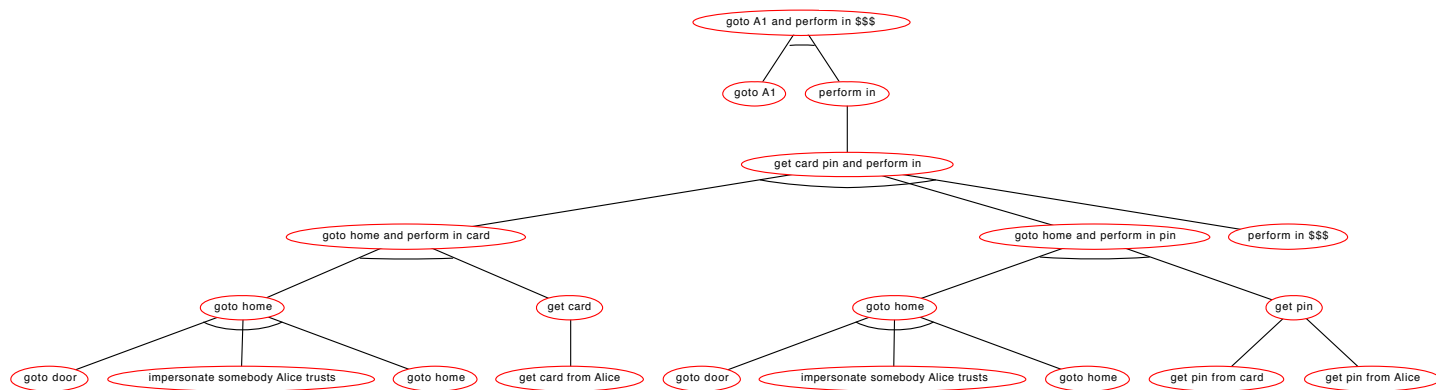 goto A1 and perform in $$$
goto A1
perform in
get card pin and perform in
goto home and perform in card
goto home and perform in pin
perform in $$$
goto home
get card
goto home
get pin
goto door
impersonate somebody Alice trusts
goto home
get card from Alice
goto door
impersonate somebody Alice trusts
goto home
get pin from card
get pin from Alice